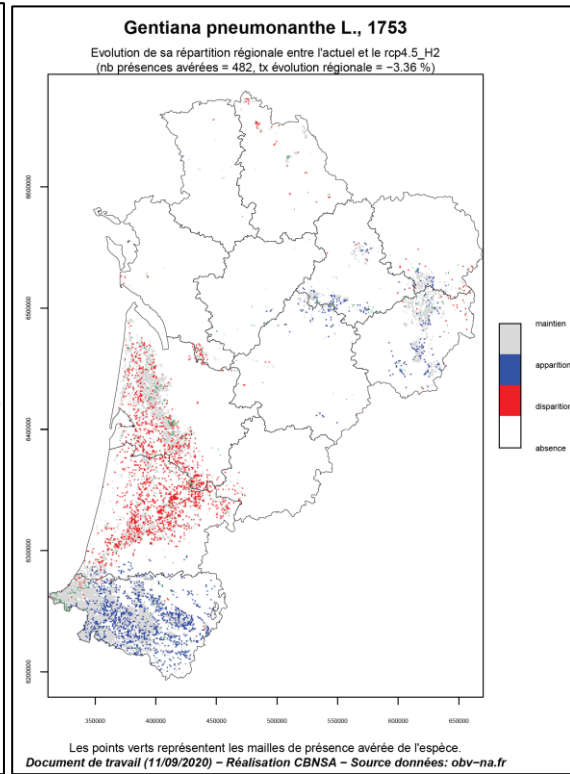 Gentiana pneumonanthe L., 1753
Evolution de sa répartition régionale entre l'actuel et le rcp4.5_H2
(nb présences avérées = 482, tx évolution régionale = −3.36 %)
6600000
6500000
6400000
6300000
6200000
maintien
apparition
disparition
absence
350000 400000 450000 500000 550000 600000 650000
Les points verts représentent les mailles de présence avérée de l'espèce.
Document de travail (11/09/2020) − Réalisation CBNSA − Source données: obv−na.fr